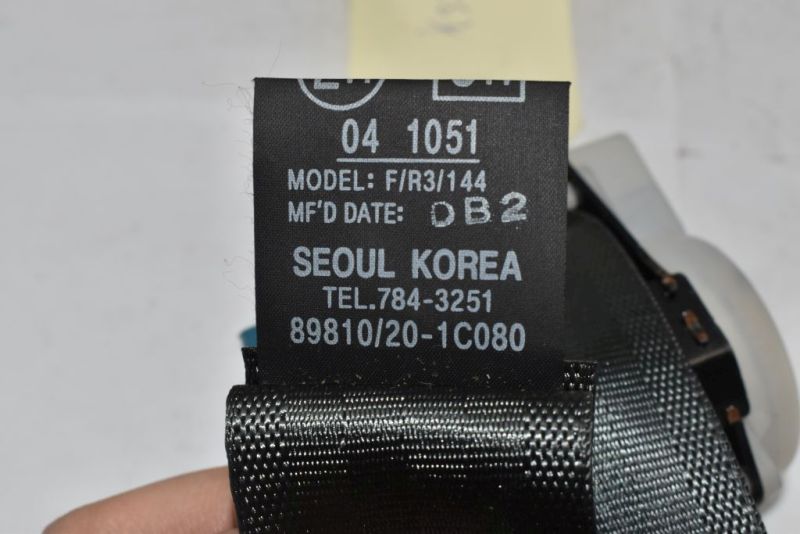 04 1051
MODEL: F/R3/144
MF'D DATE: DB2
SEOUL KOREA
TEL.784-3251
89810/20-1C080